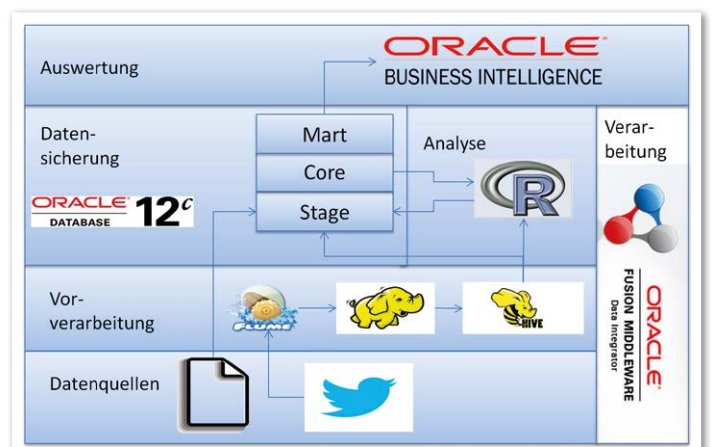 Auswertung
ORACLE
BUSINESS INTELLIGENCE
Daten-
sicherung
ORACLE
DATABASE
12c
Mart
Core
Stage
Analyse
R
Verar-
beitung
ORACLE
FUSION MIDDLEWARE
Data Integrator
Vor-
verarbeitung
FLUME
HIVE
Datenquellen